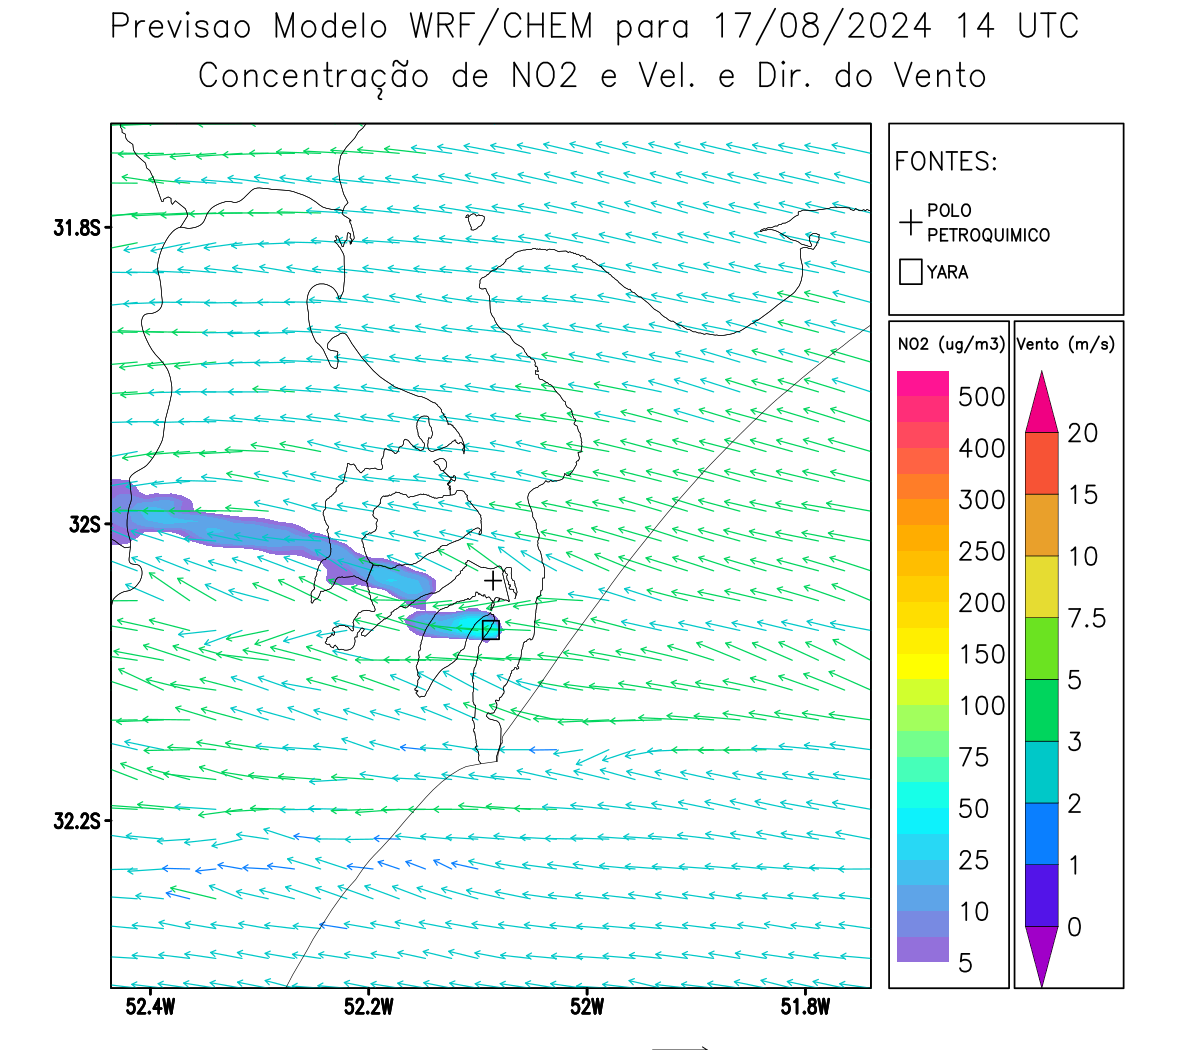 Previsao Modelo WRF/CHEM para 17/08/2024 14 UTC
Concentração de NO2 e Vel. e Dir. do Vento
FONTES:
POLO
PETROQUIMICO
YARA
NO2 (ug/m3)
500
400
300
250
200
150
100
75
50
25
10
5
Vento (m/s)
20
15
10
7.5
5
3
2
1
0
31.8S
32S
32.2S
52.4W
52.2W
52W
51.8W